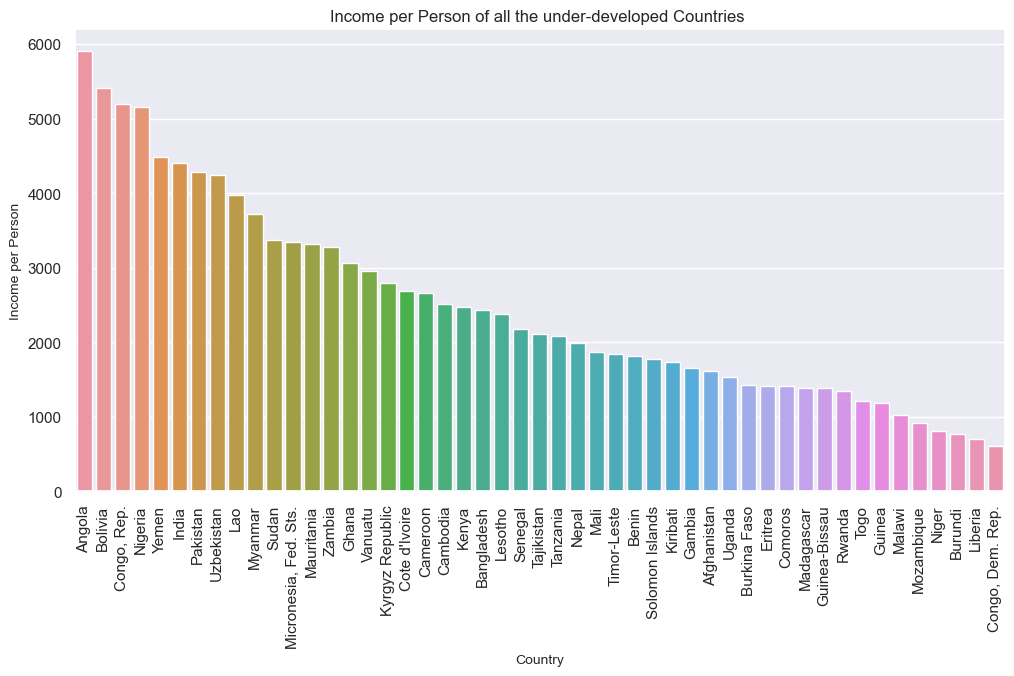 Income per Person of all the under-developed Countries
Income per Person
6000
5000
4000
3000
2000
1000
0
Angola
Bolivia
Congo, Rep.
Nigeria
Yemen
India
Pakistan
Uzbekistan
Lao
Myanmar
Sudan
Micronesia, Fed. Sts.
Mauritania
Zambia
Ghana
Vanuatu
Kyrgyz Republic
Cote d'Ivoire
Cameroon
Cambodia
Kenya
Bangladesh
Lesotho
Senegal
Tajikistan
Tanzania
Nepal
Mali
Timor-Leste
Benin
Solomon Islands
Kiribati
Gambia
Afghanistan
Uganda
Burkina Faso
Eritrea
Comoros
Madagascar
Guinea-Bissau
Rwanda
Togo
Guinea
Malawi
Mozambique
Niger
Burundi
Liberia
Congo, Dem. Rep.
Country